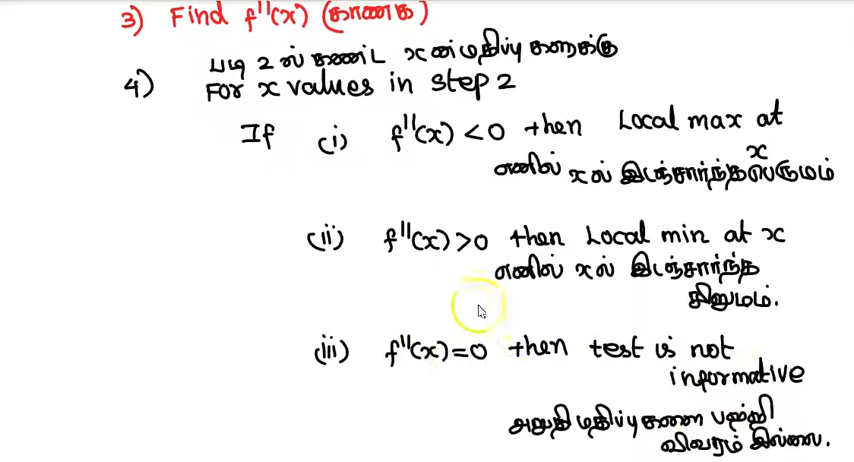 3) Find f''(x) (காண்க)
படி 2 ல் கண்ட x ன் மதிப்புகளுக்கு
4) For x values in step 2
If (i) f''(x) < 0 then Local max at x
எனில் x ல் இடஞ்சார்ந்த பெருமம்
(ii) f''(x) > 0 then Local min at x
எனில் x ல் இடஞ்சார்ந்த
சிறுமம்.
(iii) f''(x) = 0 then test is not
informative
அறுதி மதிப்புகளை பற்றி
விவரம் இல்லை.